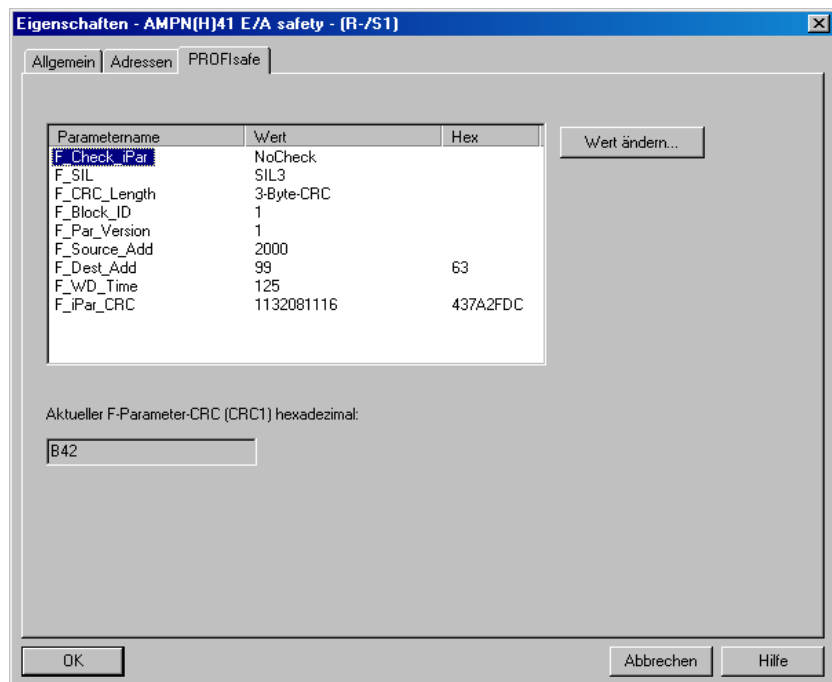 Eigenschaften - AMPN(H)41 E/A safety - (R-/S1)
Allgemein Adressen PROFIsafe
Parametername Wert Hex
Wert ändern...
F_Check_iPar NoCheck
F_SIL SIL3
F_CRC_Length 3-Byte-CRC
F_Block_ID 1
F_Par_Version 1
F_Source_Add 2000
F_Dest_Add 99 63
F_WD_Time 125
F_iPar_CRC 1132081116 437A2FDC
Aktueller F-Parameter-CRC (CRC1) hexadezimal:
B42
OK Abbrechen Hilfe